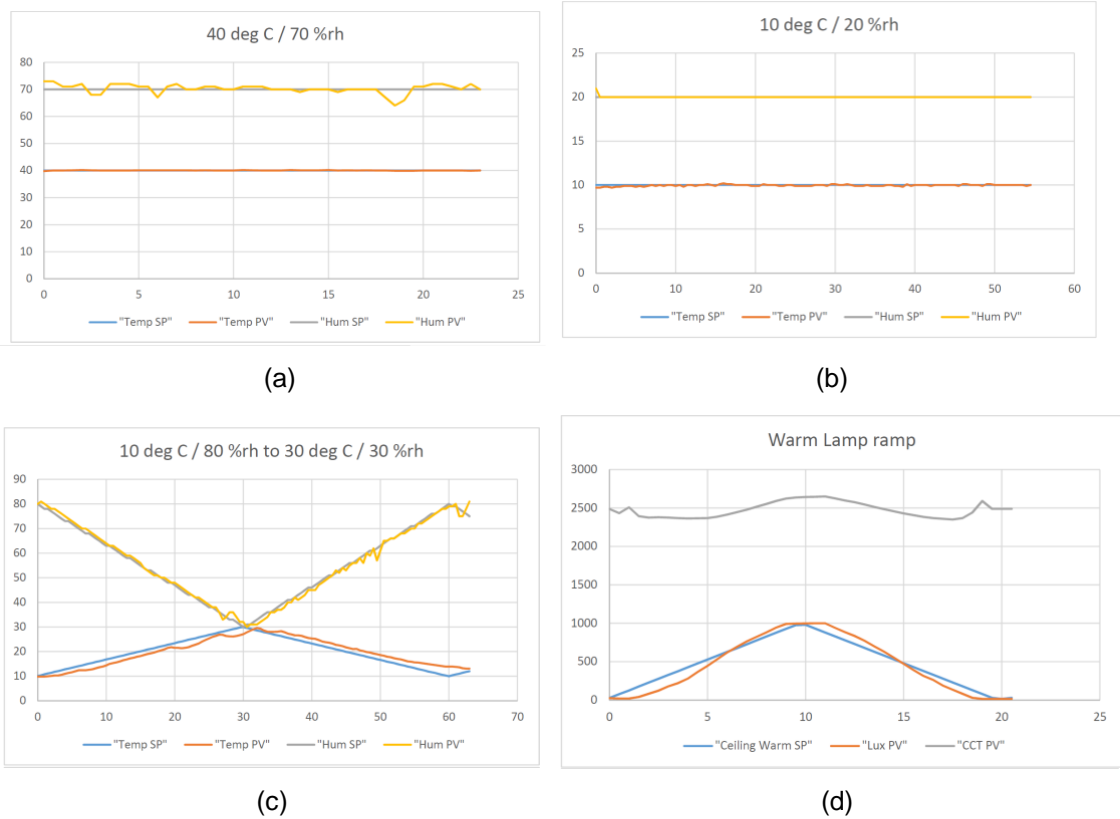 40 deg C / 70 %rh
80
70
60
50
40
30
20
10
0
0 5 10 15 20 25
"Temp SP" "Temp PV" "Hum SP" "Hum PV"
(a)
10 deg C / 20 %rh
25
20
15
10
5
0
0 10 20 30 40 50 60
"Temp SP" "Temp PV" "Hum SP" "Hum PV"
(b)
10 deg C / 80 %rh to 30 deg C / 30 %rh
90
80
70
60
50
40
30
20
10
0
0 10 20 30 40 50 60 70
"Temp SP" "Temp PV" "Hum SP" "Hum PV"
(c)
Warm Lamp ramp
3000
2500
2000
1500
1000
500
0
0 5 10 15 20 25
"Ceiling Warm SP" "Lux PV" "CCT PV"
(d)